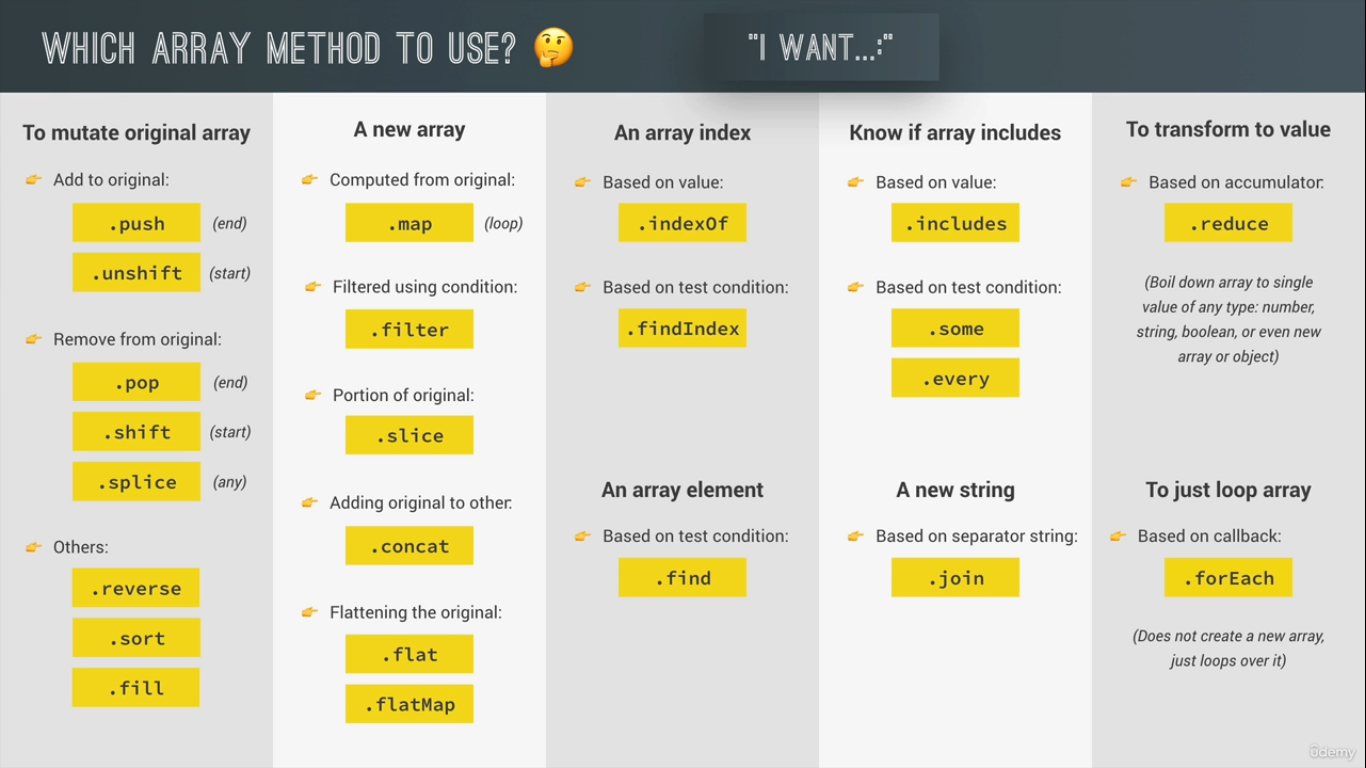 WHICH ARRAY METHOD TO USE? 🤔
"I WANT...:"
To mutate original array
👉 Add to original:
.push (end)
.unshift (start)
👉 Remove from original:
.pop (end)
.shift (start)
.splice (any)
👉 Others:
.reverse
.sort
.fill
A new array
👉 Computed from original:
.map (loop)
👉 Filtered using condition:
.filter
👉 Portion of original:
.slice
👉 Adding original to other:
.concat
👉 Flattening the original:
.flat
.flatMap
An array index
👉 Based on value:
.indexOf
👉 Based on test condition:
.findIndex
An array element
👉 Based on test condition:
.find
Know if array includes
👉 Based on value:
.includes
👉 Based on test condition:
.some
.every
A new string
👉 Based on separator string:
.join
To transform to value
👉 Based on accumulator:
.reduce
(Boil down array to single
value of any type: number,
string, boolean, or even new
array or object)
To just loop array
👉 Based on callback:
.forEach
(Does not create a new array,
just loops over it)
ûdemy